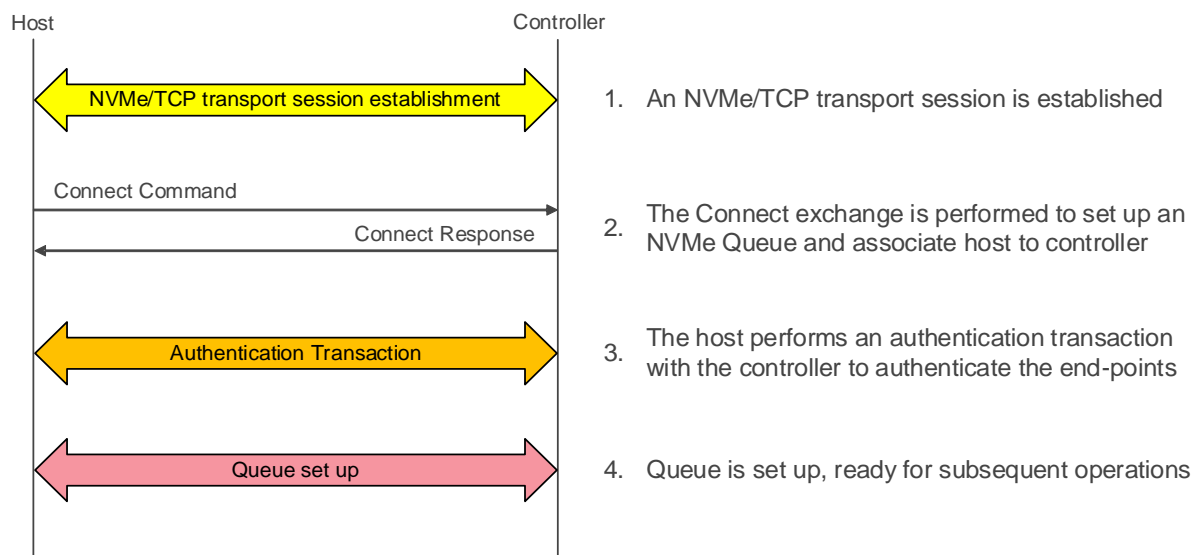 Host
Controller
NVMe/TCP transport session establishment
1. An NVMe/TCP transport session is established
Connect Command
Connect Response
2. The Connect exchange is performed to set up an
NVMe Queue and associate host to controller
Authentication Transaction
3. The host performs an authentication transaction
with the controller to authenticate the end-points
Queue set up
4. Queue is set up, ready for subsequent operations